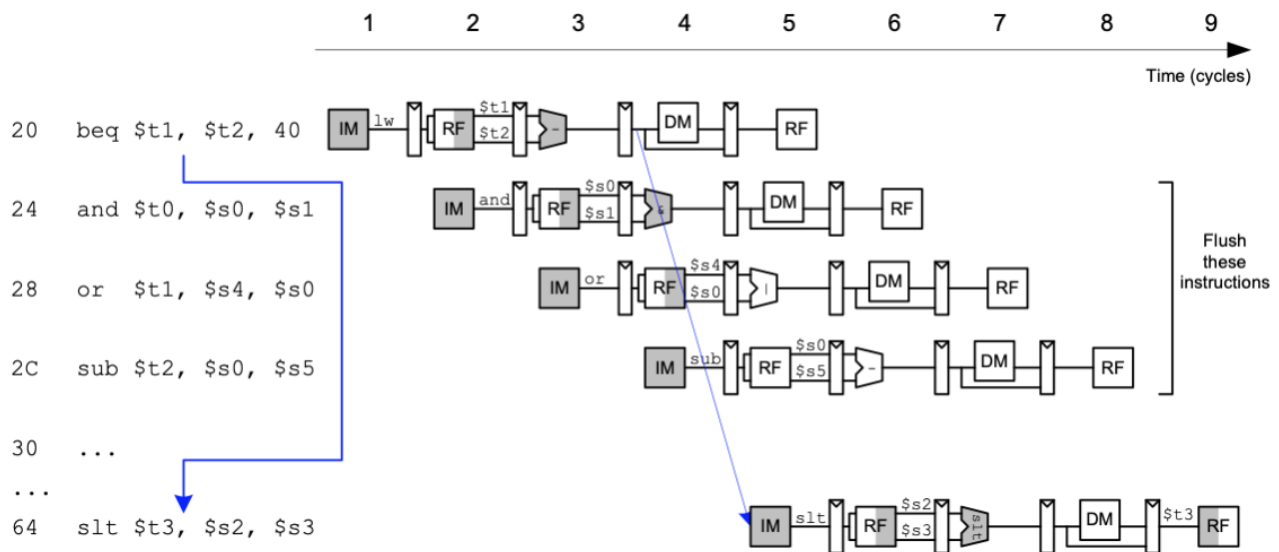 1 2 3 4 5 6 7 8 9
Time (cycles)
20 beq $t1, $t2, 40 IM lw RF $t1 $t2 - DM RF
24 and $t0, $s0, $s1 IM and RF $s0 $s1 & DM RF
28 or $t1, $s4, $s0 IM or RF $s4 $s0 | DM RF
2C sub $t2, $s0, $s5 IM sub RF $s0 $s5 - DM RF
Flush
these
instructions
30 ...
...
64 slt $t3, $s2, $s3 IM slt RF $s2 $s3 slt DM $t3 RF